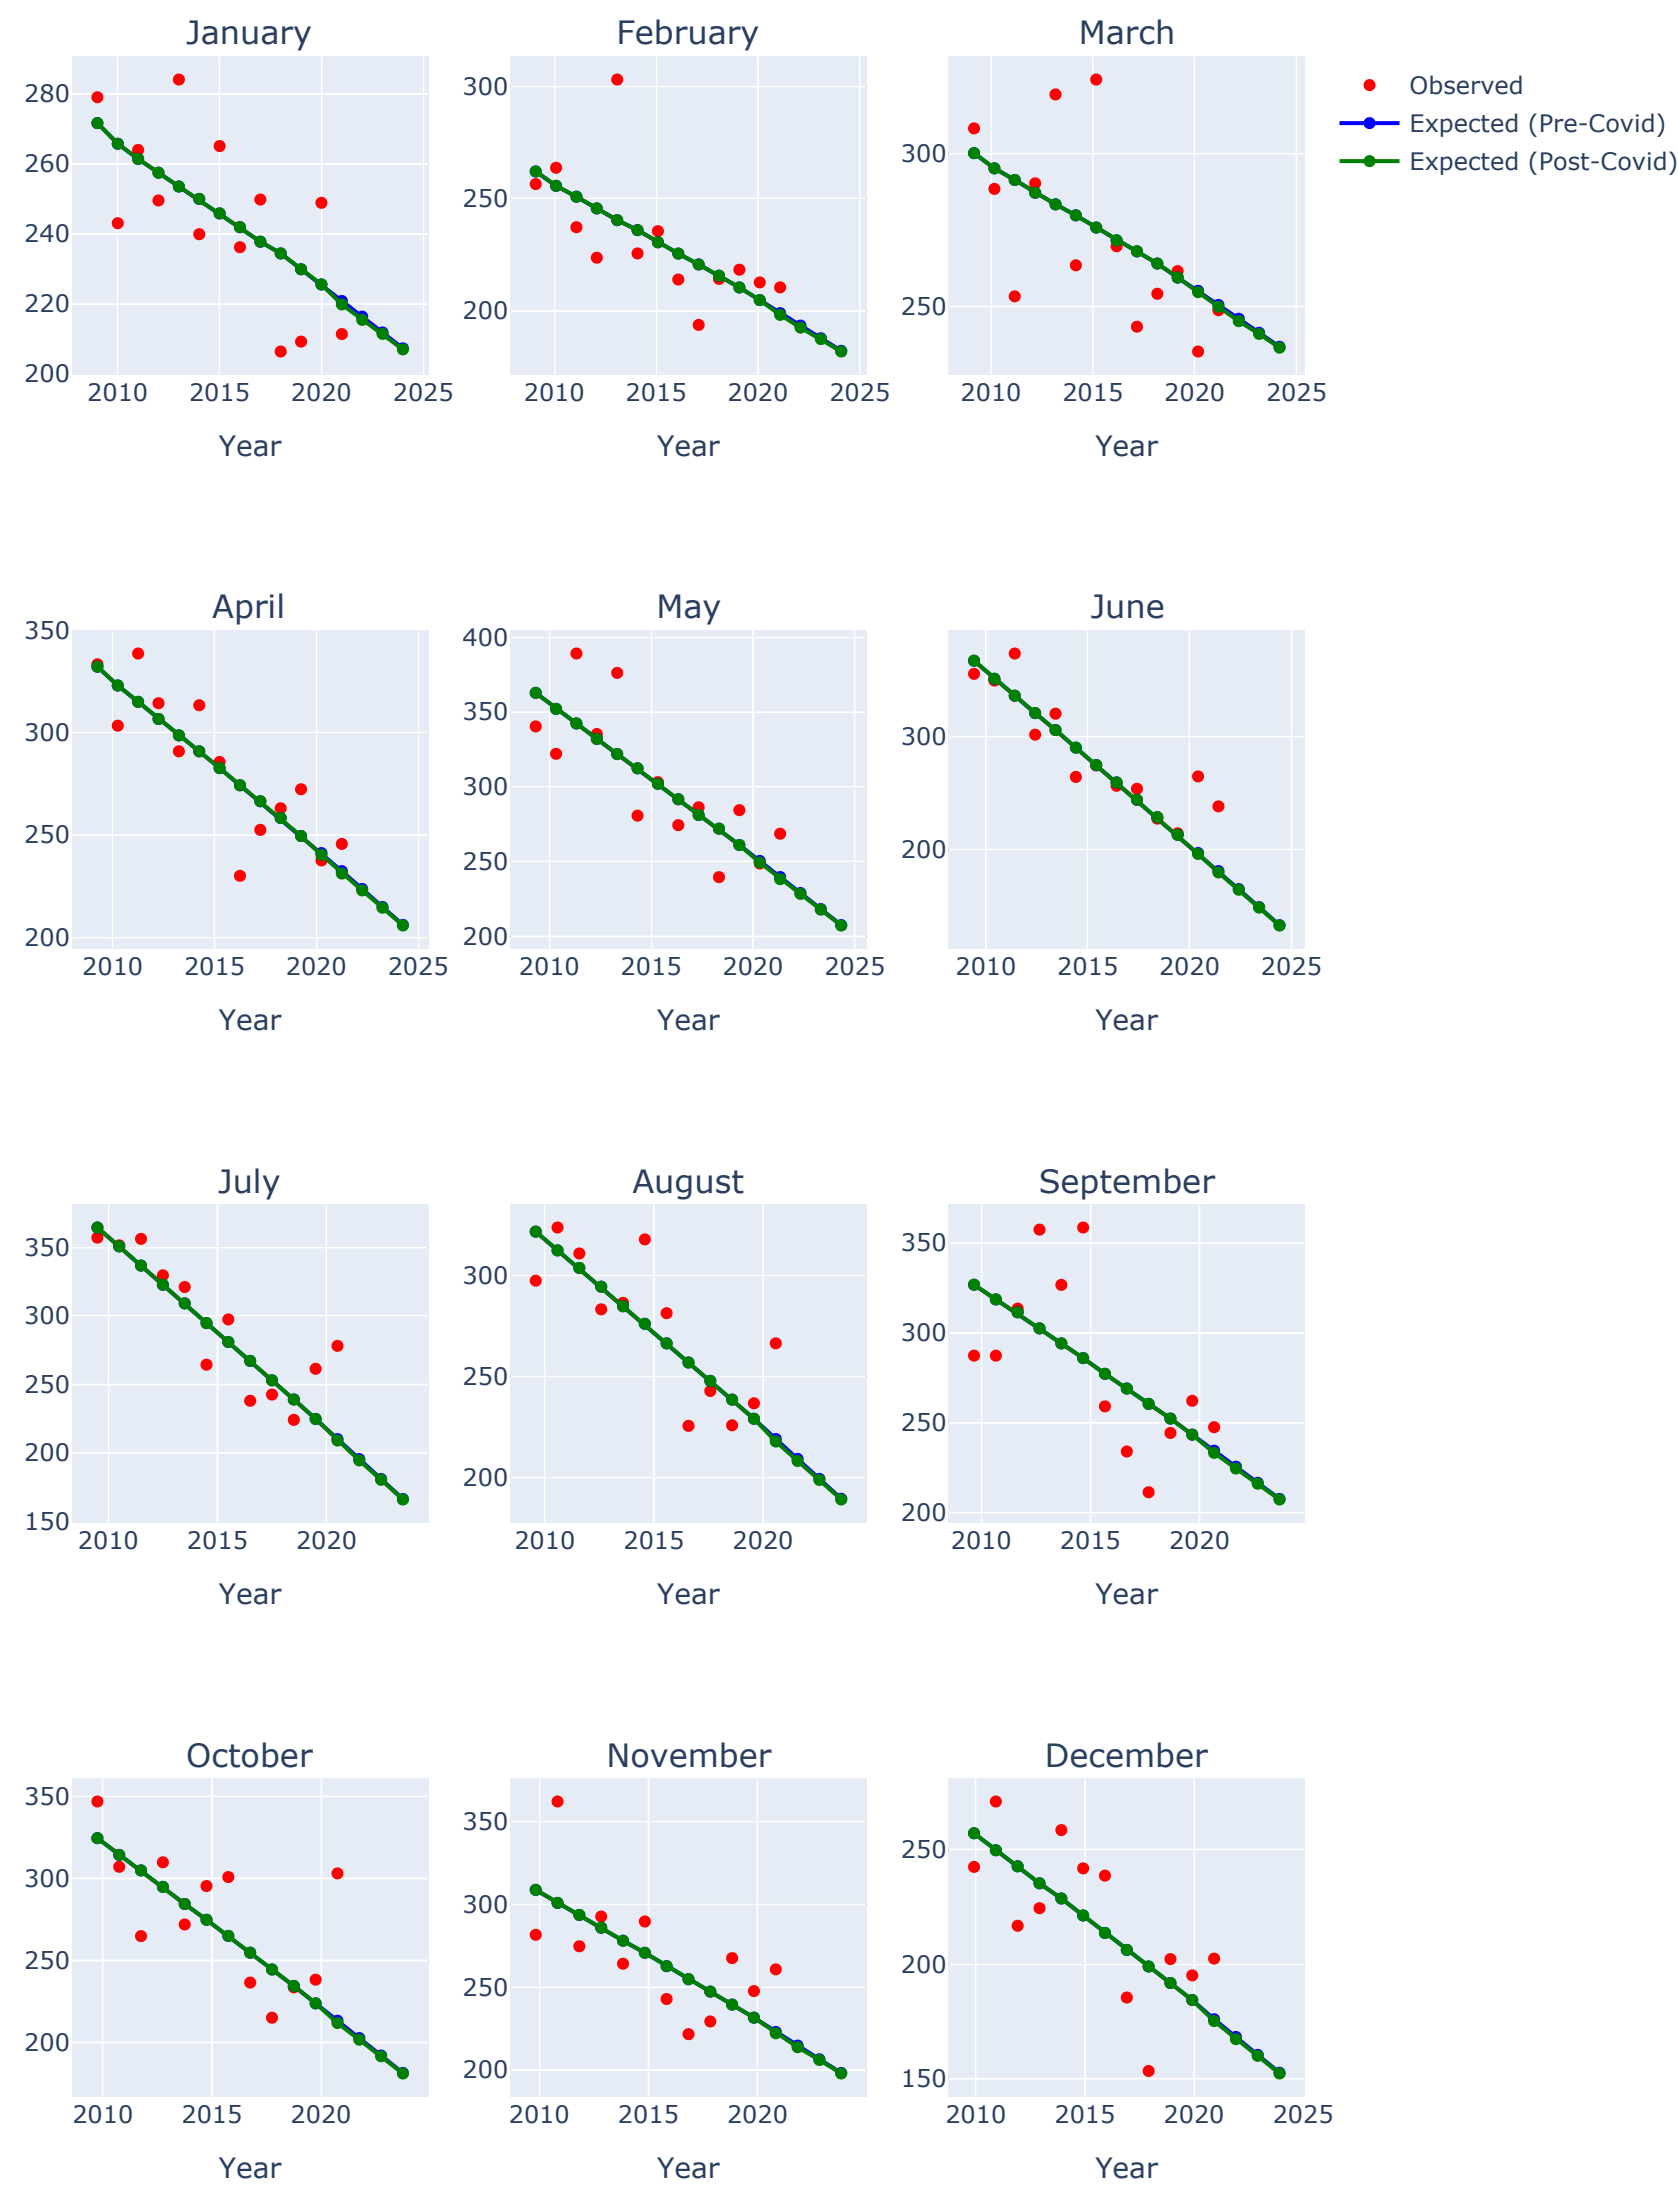 January
February
March
280
260
240
220
200
300
250
200
300
250
Observed
Expected (Pre-Covid)
Expected (Post-Covid)
2010 2015 2020 2025
2010 2015 2020 2025
2010 2015 2020 2025
Year
Year
Year
April
May
June
350
300
250
200
400
350
300
250
200
300
200
2010 2015 2020 2025
2010 2015 2020 2025
2010 2015 2020 2025
Year
Year
Year
July
August
September
350
300
250
200
150
300
250
200
350
300
250
200
2010 2015 2020
2010 2015 2020
2010 2015 2020
Year
Year
Year
October
November
December
350
300
250
200
350
300
250
200
250
200
150
2010 2015 2020
2010 2015 2020
2010 2015 2020 2025
Year
Year
Year